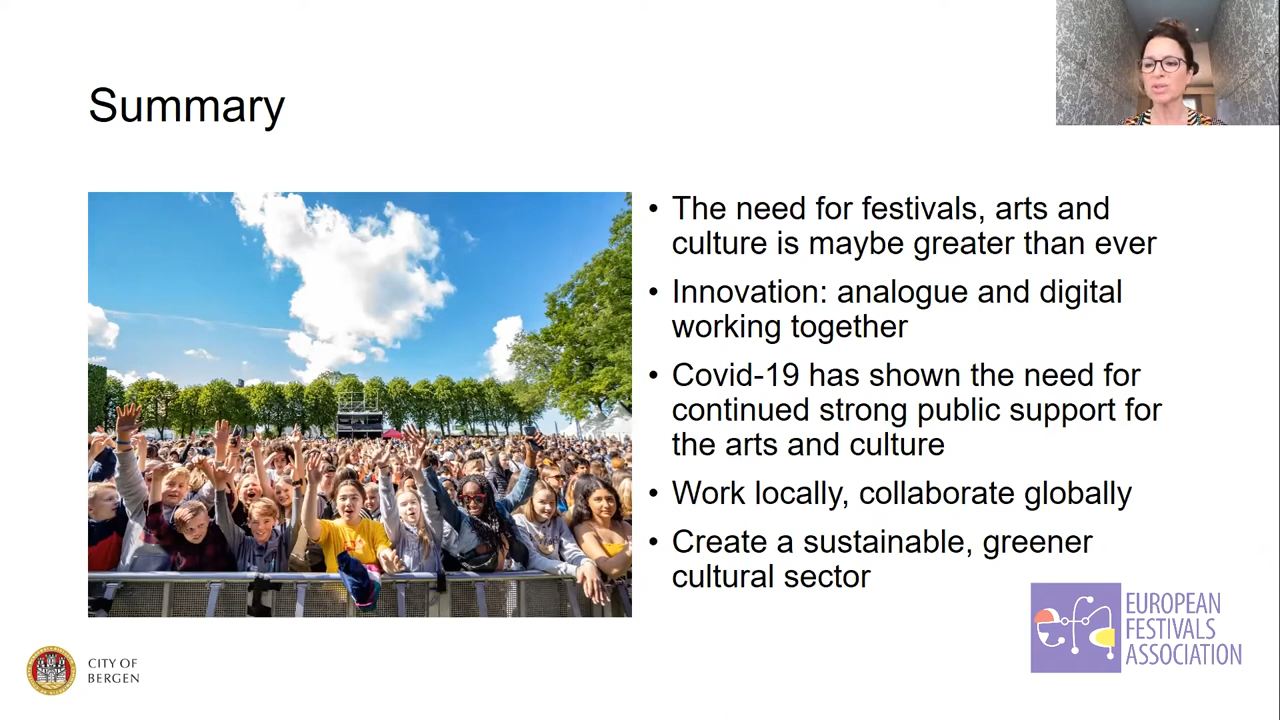 Summary
• The need for festivals, arts and
culture is maybe greater than ever
• Innovation: analogue and digital
working together
• Covid-19 has shown the need for
continued strong public support for
the arts and culture
• Work locally, collaborate globally
• Create a sustainable, greener
cultural sector
CITY OF
BERGEN
EUROPEAN
FESTIVALS
ASSOCIATION